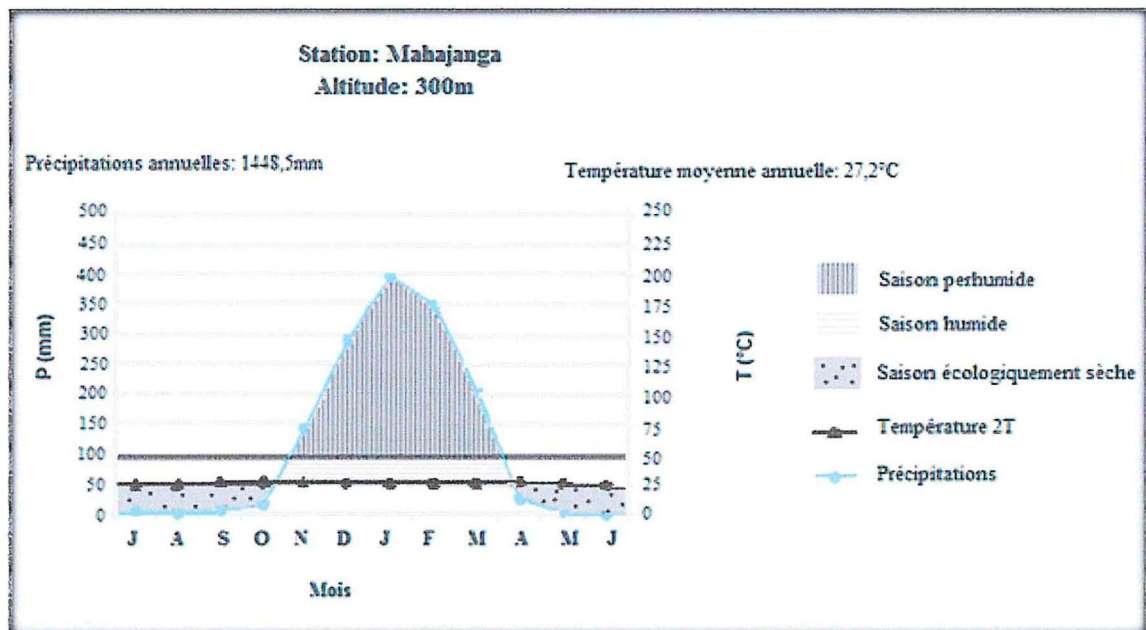 Station: Mahajanga
Altitude: 300m
Précipitations annuelles: 1448,5mm
Température moyenne annuelle: 27,2°C
P (mm)
500
450
400
350
300
250
200
150
100
50
0
T (°C)
250
225
200
175
150
125
100
75
50
25
0
J A S O N D J F M A M J
Mois
Saison perhumide
Saison humide
Saison écologiquement sèche
Température 2T
Précipitations